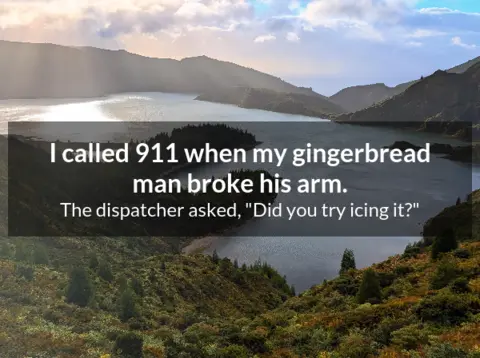 I called 911 when my gingerbread
man broke his arm.
The dispatcher asked, "Did you try icing it?"